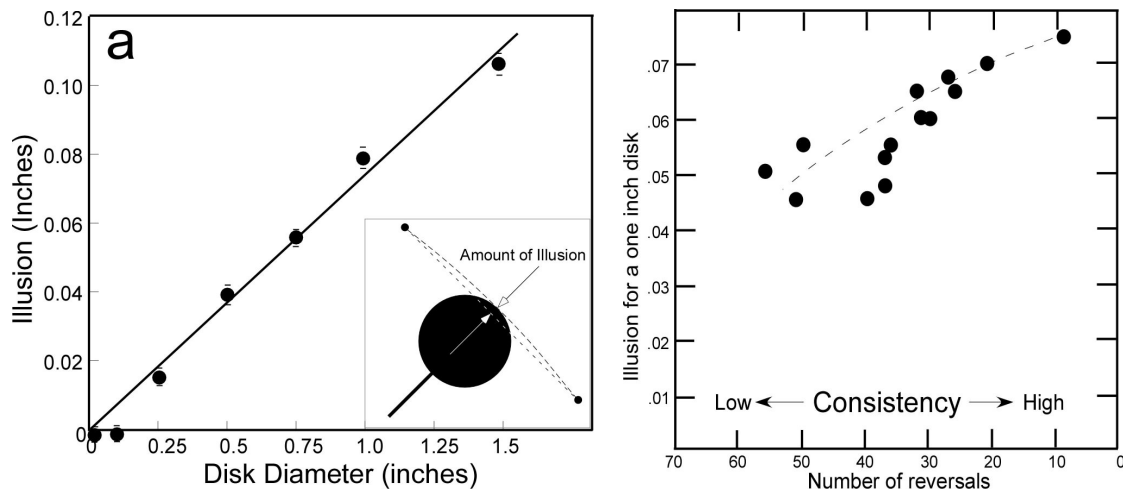 a
Illusion (Inches)
0.12
0.10
0.08
0.06
0.04
0.02
0
0 0.25 0.5 0.75 1.0 1.25 1.5
Disk Diameter (inches)
Amount of Illusion
Illusion for a one inch disk
.07
.06
.05
.04
.03
.02
.01
Low Consistency High
70 60 50 40 30 20 10 0
Number of reversals